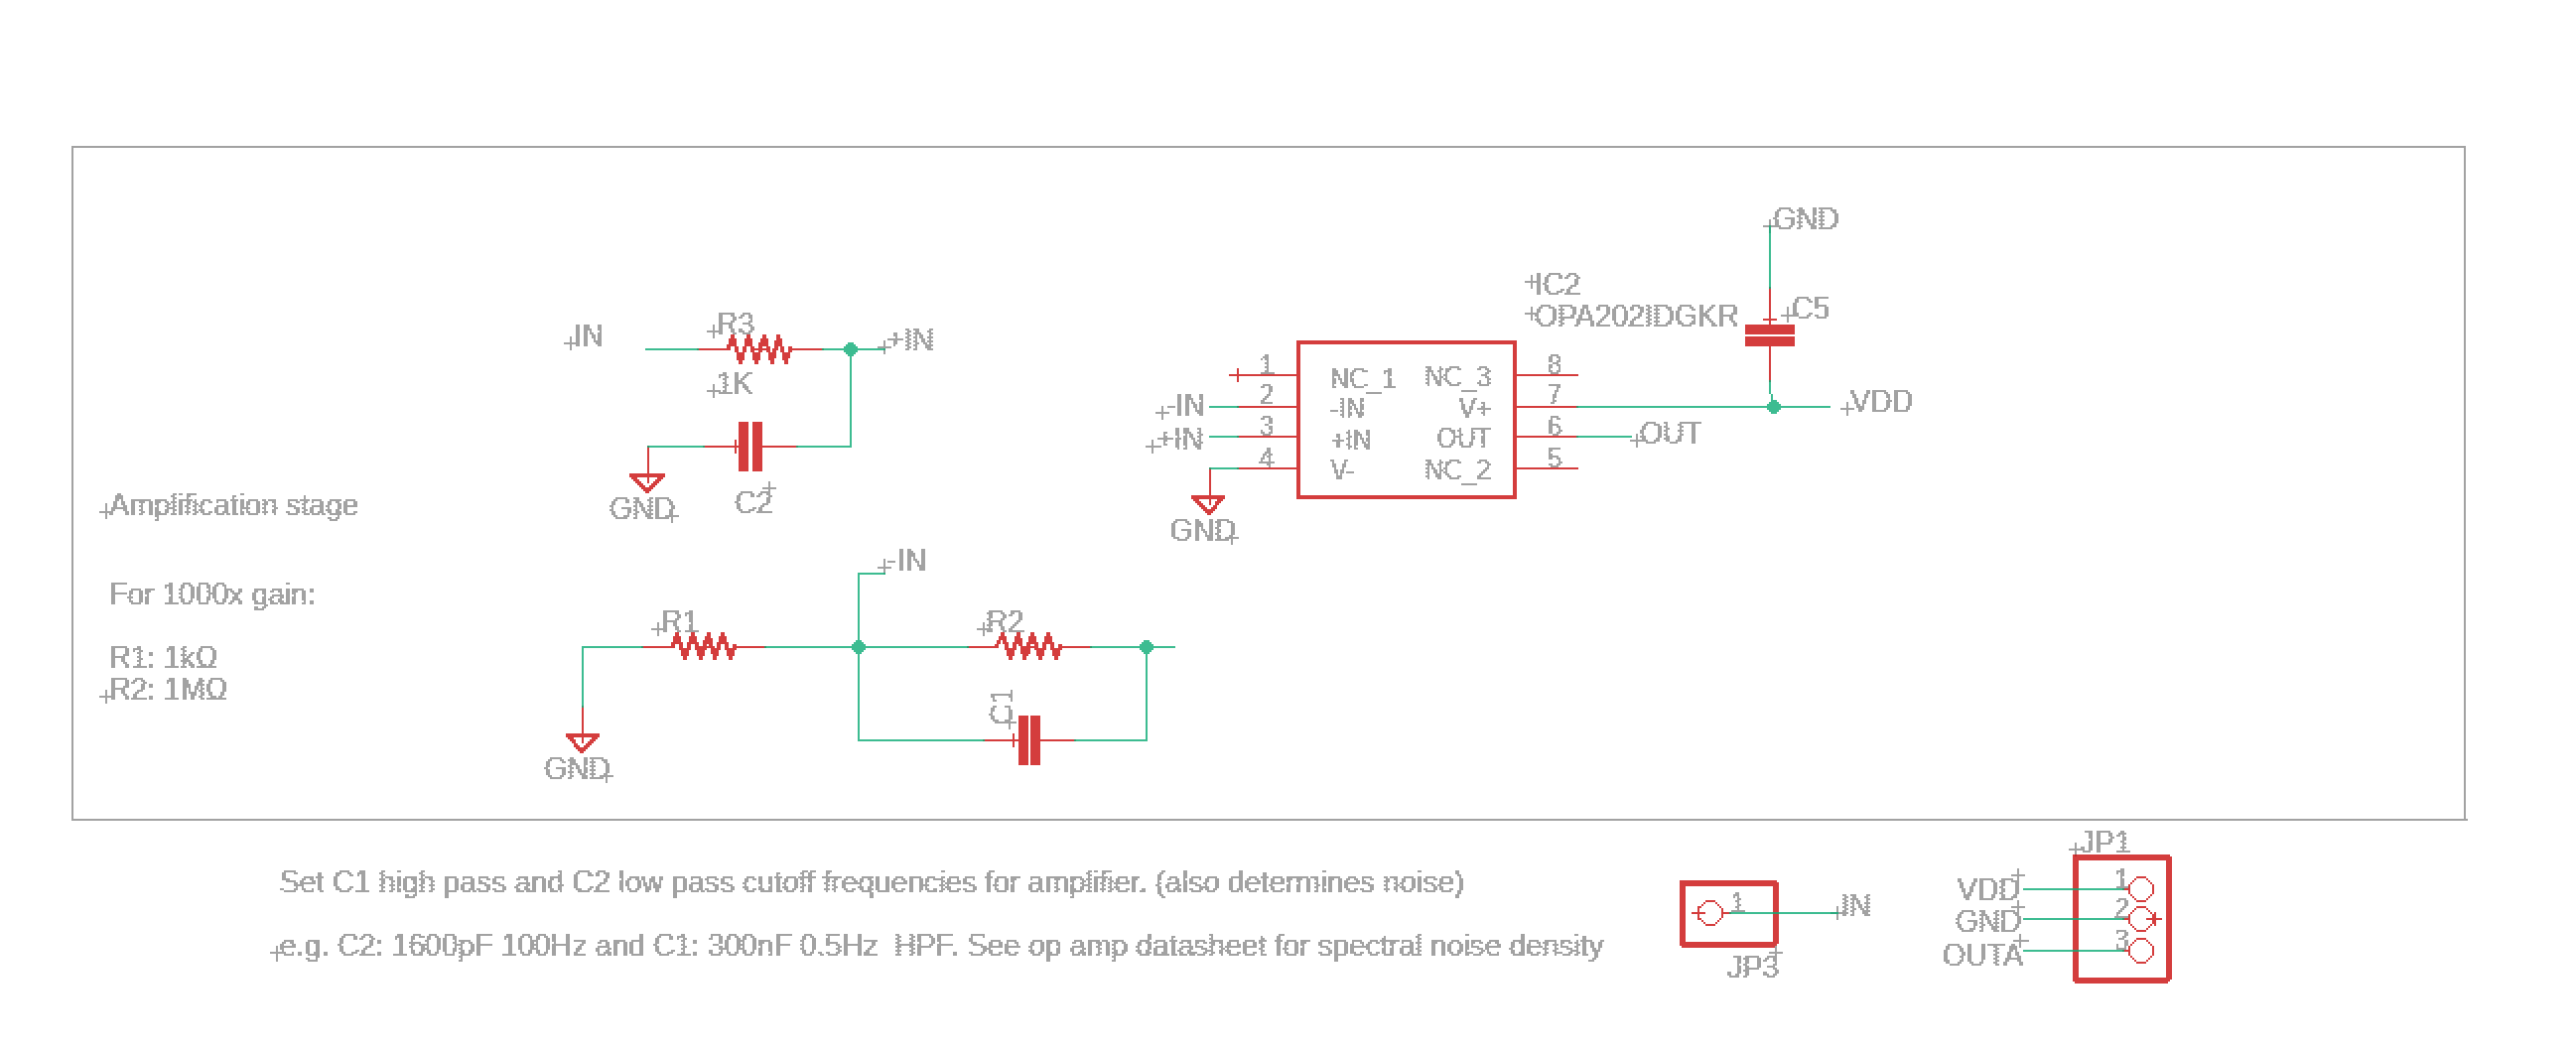 GND
IC2
OPA202IDGKR
C5
IN
R3
+IN
1K
C2
GND
1
2
3
4
NC_1
-IN
+IN
V-
NC_3
V+
OUT
NC_2
8
7
6
5
-IN
+IN
GND
VDD
OUT
Amplification stage
For 1000x gain:
R1: 1kΩ
R2: 1MΩ
-IN
R1
R2
C1
GND
Set C1 high pass and C2 low pass cutoff frequencies for amplifier. (also determines noise)
e.g. C2: 1600pF 100Hz and C1: 300nF 0.5Hz HPF. See op amp datasheet for spectral noise density
1
IN
JP3
JP1
VDD
1
GND
2
OUTA
3